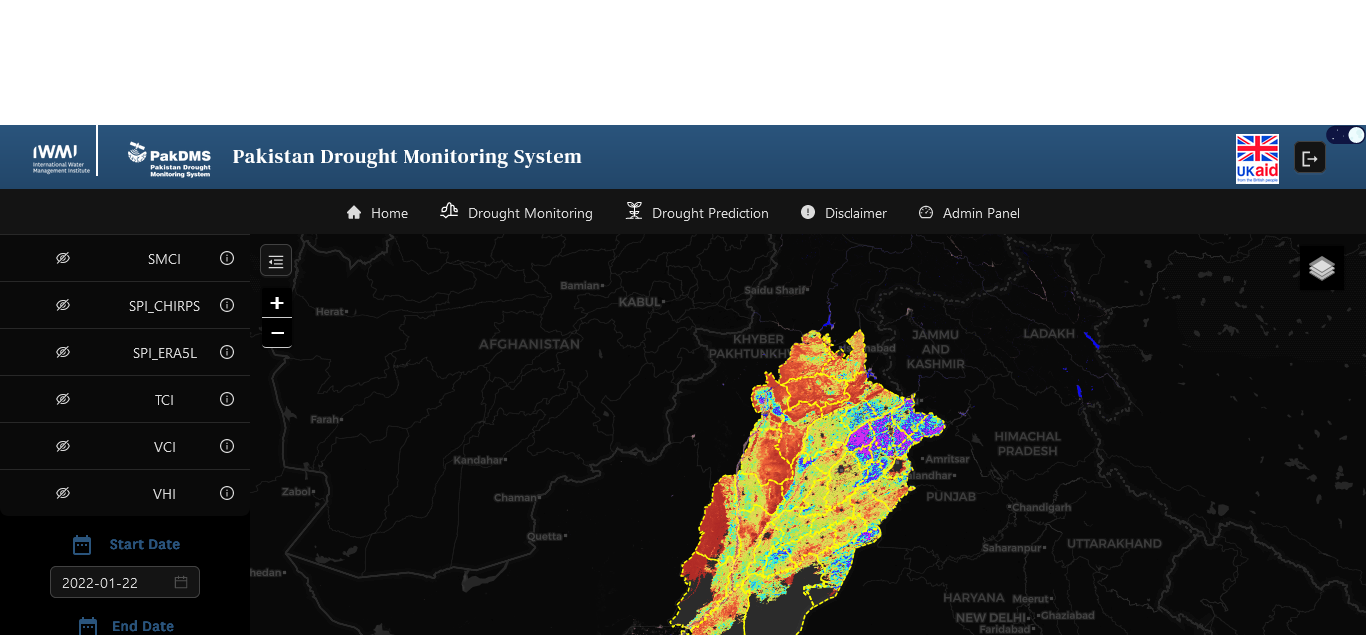 IWMI
International Water
Management Institute
PakDMS
Pakistan Drought
Monitoring System
Pakistan Drought Monitoring System
UKaid
from the British people
Home
Drought Monitoring
Drought Prediction
Disclaimer
Admin Panel
SMCI
SPI_CHIRPS
SPI_ERA5L
TCI
VCI
VHI
Start Date
2022-01-22
End Date
+
−
Bamian
KABUL
Saidu Sharif
Herat
AFGHANISTAN
KHYBER
PAKHTUNKH
abad
JAMMU
AND
KASHMIR
LADAKH
Farah
HIMACHAL
PRADESH
Kandahar
Amritsar
alandhar
Zabol
Chaman
PUNJAB
Chandigarh
Quetta
Saharanpur
UTTARAKHAND
hedan
HARYANA
Meerut
NEW DELHI
Ghaziabad
Faridabad